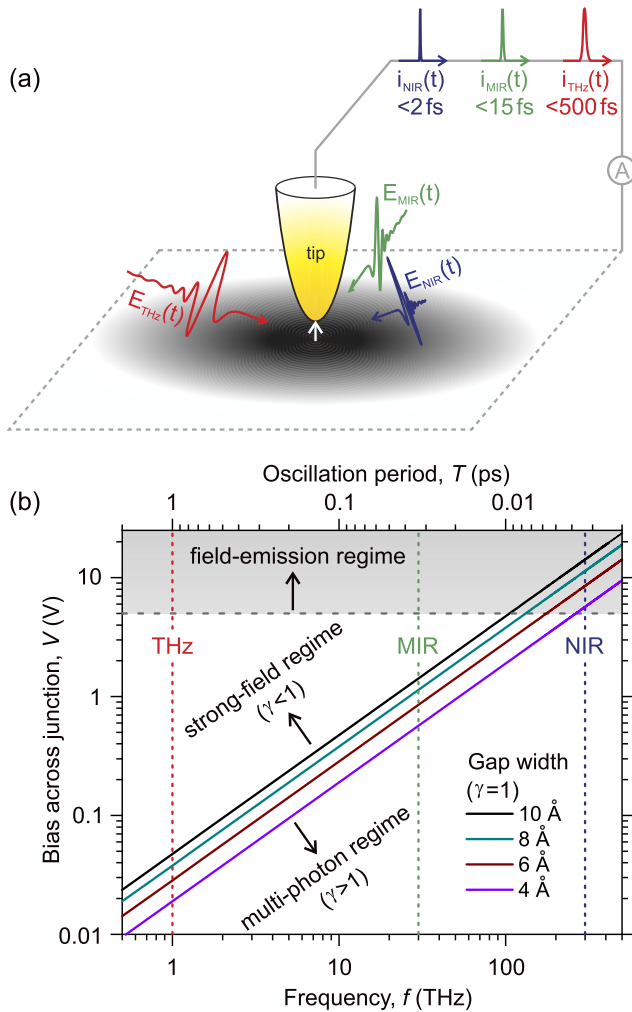 (a)
i_NIR(t) i_MIR(t) i_THz(t)
<2 fs <15 fs <500 fs
A
E_MIR(t)
tip
E_NIR(t)
E_THz(t)
(b)
Oscillation period, T (ps)
1 0.1 0.01
field-emission regime
10
THz MIR NIR
strong-field regime
(γ<1)
Bias across junction, V (V)
1
Gap width
(γ=1)
10 Å
8 Å
6 Å
4 Å
0.1
multi-photon regime
(γ>1)
0.01
1 10 100
Frequency, f (THz)